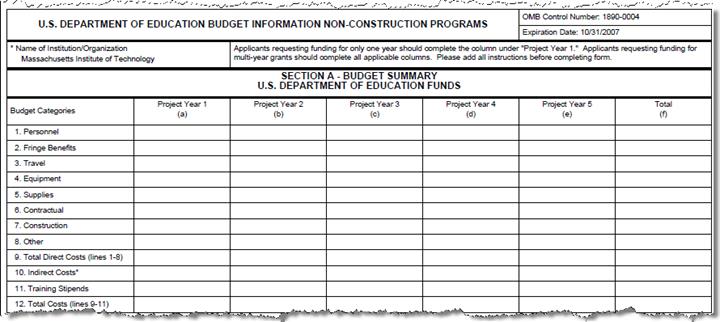 U.S. DEPARTMENT OF EDUCATION BUDGET INFORMATION NON-CONSTRUCTION PROGRAMS
OMB Control Number: 1890-0004
Expiration Date: 10/31/2007
* Name of Institution/Organization
Massachusetts Institute of Technology
Applicants requesting funding for only one year should complete the column under "Project Year 1." Applicants requesting funding for
multi-year grants should complete all applicable columns. Please add all instructions before completing form.
SECTION A - BUDGET SUMMARY
U.S. DEPARTMENT OF EDUCATION FUNDS
Budget Categories
Project Year 1
(a)
Project Year 2
(b)
Project Year 3
(c)
Project Year 4
(d)
Project Year 5
(e)
Total
(f)
1. Personnel
2. Fringe Benefits
3. Travel
4. Equipment
5. Supplies
6. Contractual
7. Construction
8. Other
9. Total Direct Costs (lines 1-8)
10. Indirect Costs*
11. Training Stipends
12. Total Costs (lines 9-11)